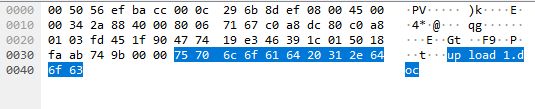 0000 00 50 56 ef ba cc 00 0c 29 6b 8d ef 08 00 45 00 ·PV·····)k····E·
0010 00 34 2a 88 40 00 80 06 71 67 c0 a8 dc 80 c0 a8 ·4*·@···qg······
0020 01 03 fd 45 1f 90 47 74 19 e3 46 39 1c 01 50 18 ···E··Gt··F9··P·
0030 fa ab 74 9b 00 00 75 70 6c 6f 61 64 20 31 2e 64 ··t···up load 1.d
0040 6f 63 oc